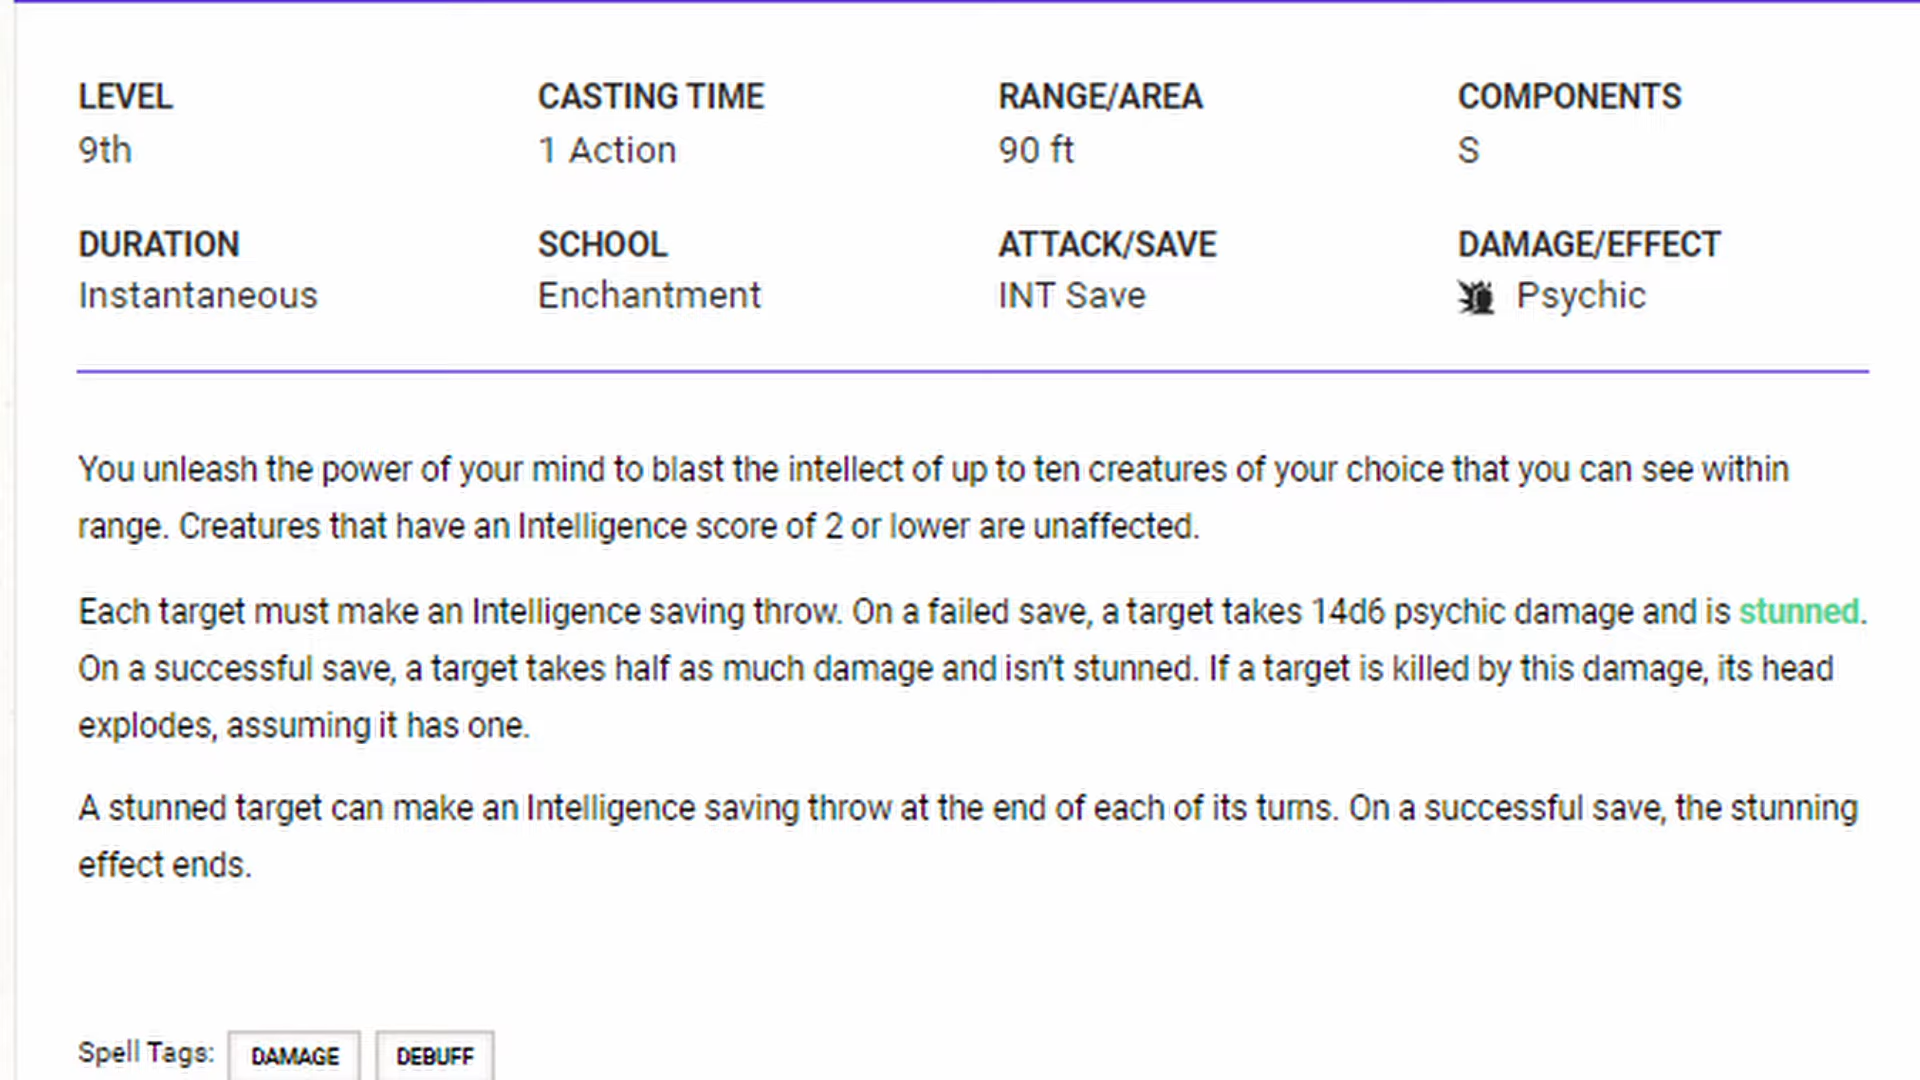 LEVEL CASTING TIME RANGE/AREA COMPONENTS
9th 1 Action 90 ft S
DURATION SCHOOL ATTACK/SAVE DAMAGE/EFFECT
Instantaneous Enchantment INT Save Psychic
You unleash the power of your mind to blast the intellect of up to ten creatures of your choice that you can see within
range. Creatures that have an Intelligence score of 2 or lower are unaffected.
Each target must make an Intelligence saving throw. On a failed save, a target takes 14d6 psychic damage and is stunned.
On a successful save, a target takes half as much damage and isn't stunned. If a target is killed by this damage, its head
explodes, assuming it has one.
A stunned target can make an Intelligence saving throw at the end of each of its turns. On a successful save, the stunning
effect ends.
Spell Tags: DAMAGE DEBUFF